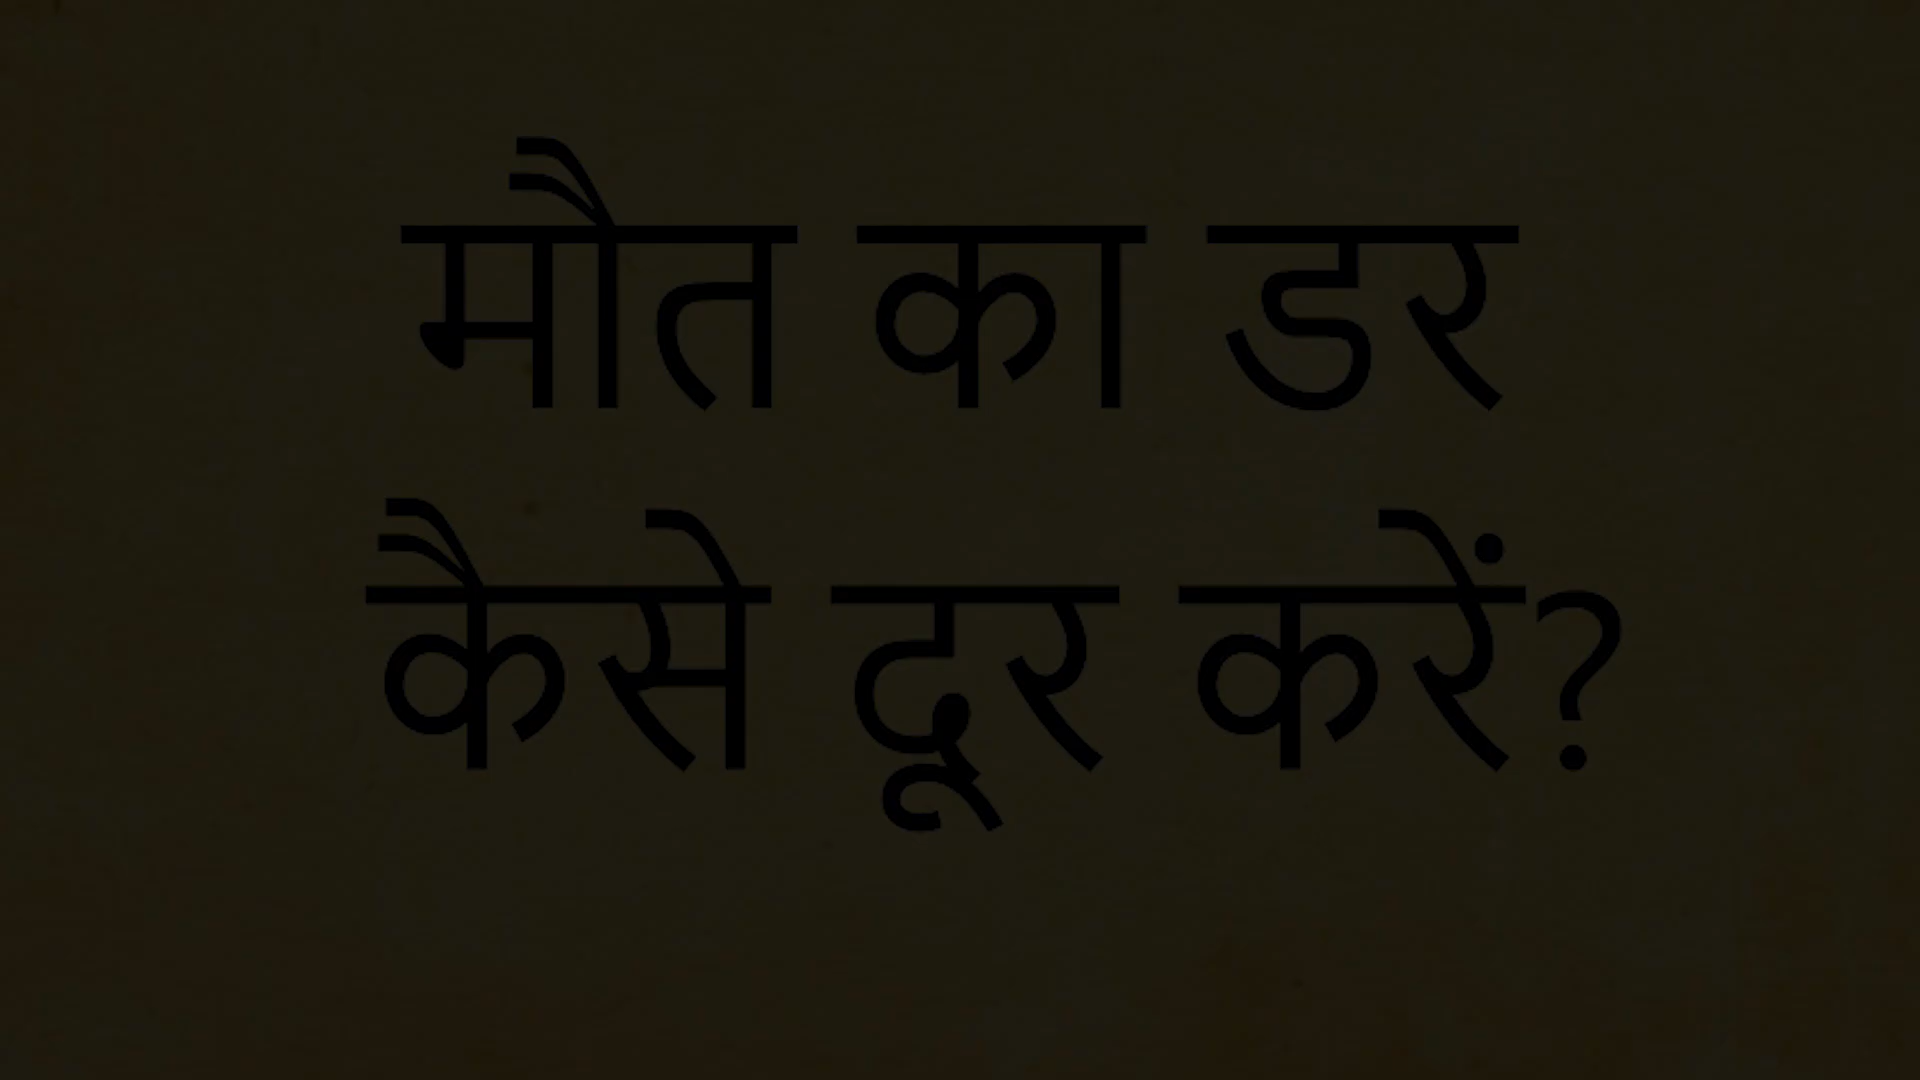 मौत का डर
कैसे दूर करें?